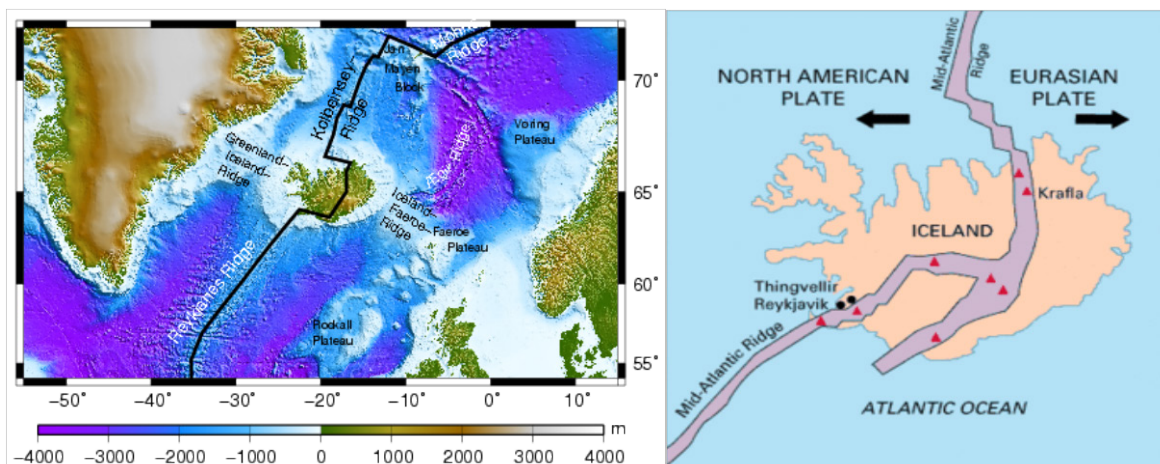 Mohns
Ridge
Jan
Mayen
Block
Kolbeinsey
Ridge
Greenland–
Iceland–
Ridge
Voring
Plateau
Iceland–
Faeroe–
Ridge
Faeroe
Plateau
Reykjanes Ridge
Rockall
Plateau
70˚
65˚
60˚
55˚
−50˚
−40˚
−30˚
−20˚
−10˚
0˚
10˚
m
−4000
−3000
−2000
−1000
0
1000
2000
3000
4000
Mid-Atlantic
Ridge
NORTH AMERICAN
PLATE
EURASIAN
PLATE
Krafla
ICELAND
Thingvellir
Reykjavik
Mid-Atlantic Ridge
ATLANTIC OCEAN